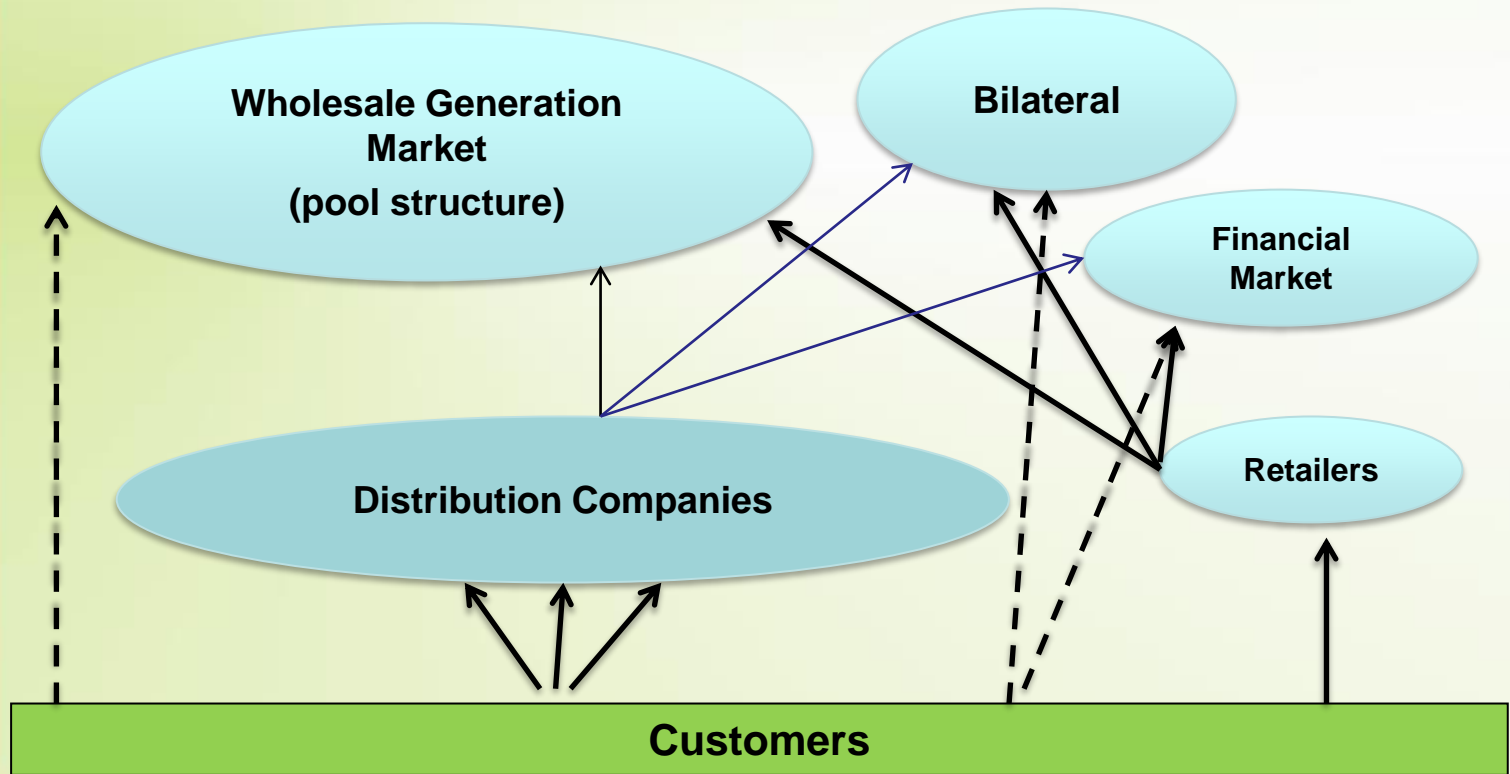 Wholesale Generation
Market
(pool structure)
Bilateral
Financial
Market
Distribution Companies
Retailers
Customers